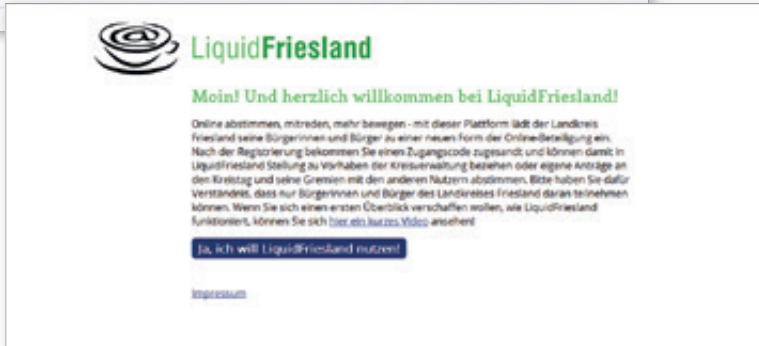 LiquidFriesland
Moin! Und herzlich willkommen bei LiquidFriesland!
Online abstimmen, mitreden, mehr bewegen - mit dieser Plattform lädt der Landkreis
Friesland seine Bürgerinnen und Bürger zu einer neuen Form der Online-Beteiligung ein.
Nach der Registrierung bekommen Sie einen Zugangscode zugesandt und können damit in
LiquidFriesland Stellung zu Vorhaben der Kreisverwaltung beziehen oder eigene Anträge an
den Kreistag und seine Gremien mit den anderen Nutzern abstimmen. Bitte haben Sie dafür
Verständnis, dass nur Bürgerinnen und Bürger des Landkreises Friesland daran teilnehmen
können. Wenn Sie sich einen ersten Überblick verschaffen wollen, wie LiquidFriesland
funktioniert, können Sie sich hier ein kurzes Video ansehen!
Ja, ich will LiquidFriesland nutzen!
Impressum